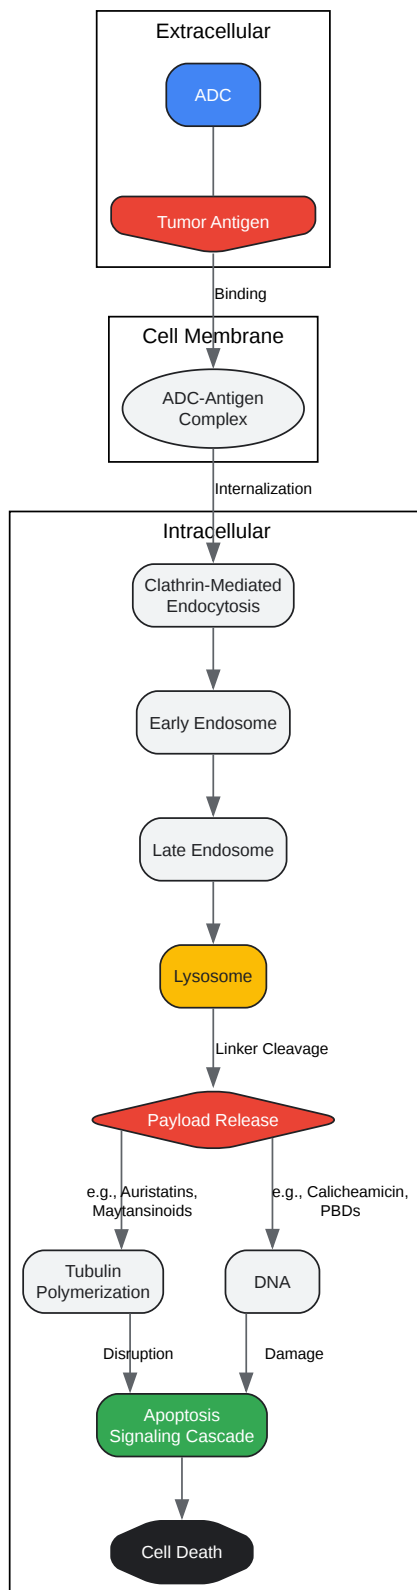 Extracellular
ADC
Tumor Antigen
Binding
Cell Membrane
ADC-Antigen
Complex
Internalization
Intracellular
Clathrin-Mediated
Endocytosis
Early Endosome
Late Endosome
Lysosome
Linker Cleavage
Payload Release
e.g., Auristatins,
Maytansinoids
e.g., Calicheamicin,
PBDs
Tubulin
Polymerization
DNA
Disruption
Damage
Apoptosis
Signaling Cascade
Cell Death